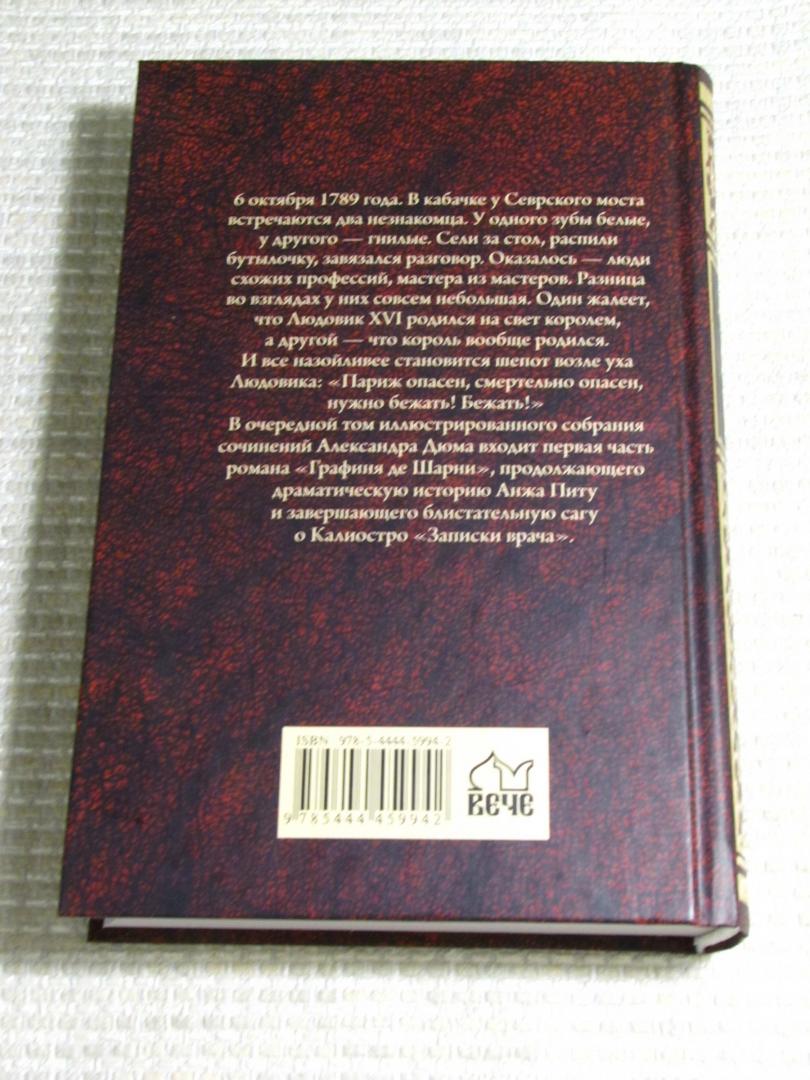 6 октября 1789 года. В кабачке у Севрского моста
встречаются два незнакомца. У одного зубы белые,
у другого — гнилые. Сели за стол, распили
бутылочку, завязался разговор. Оказалось — люди
схожих профессий, мастера из мастеров. Разница
во взглядах у них совсем небольшая. Один жалеет,
что Людовик XVI родился на свет королем,
а другой — что король вообще родился.
И все назойливее становится шепот возле уха
Людовика: «Париж опасен, смертельно опасен,
нужно бежать! Бежать!»
В очередной том иллюстрированного собрания
сочинений Александра Дюма входит первая часть
романа «Графиня де Шарни», продолжающего
драматическую историю Анжа Питу
и завершающего блистательную сагу
о Калиостро «Записки врача».
ISBN 978-5-4444-5994-2
9 785444 459942
ВЕЧЕ